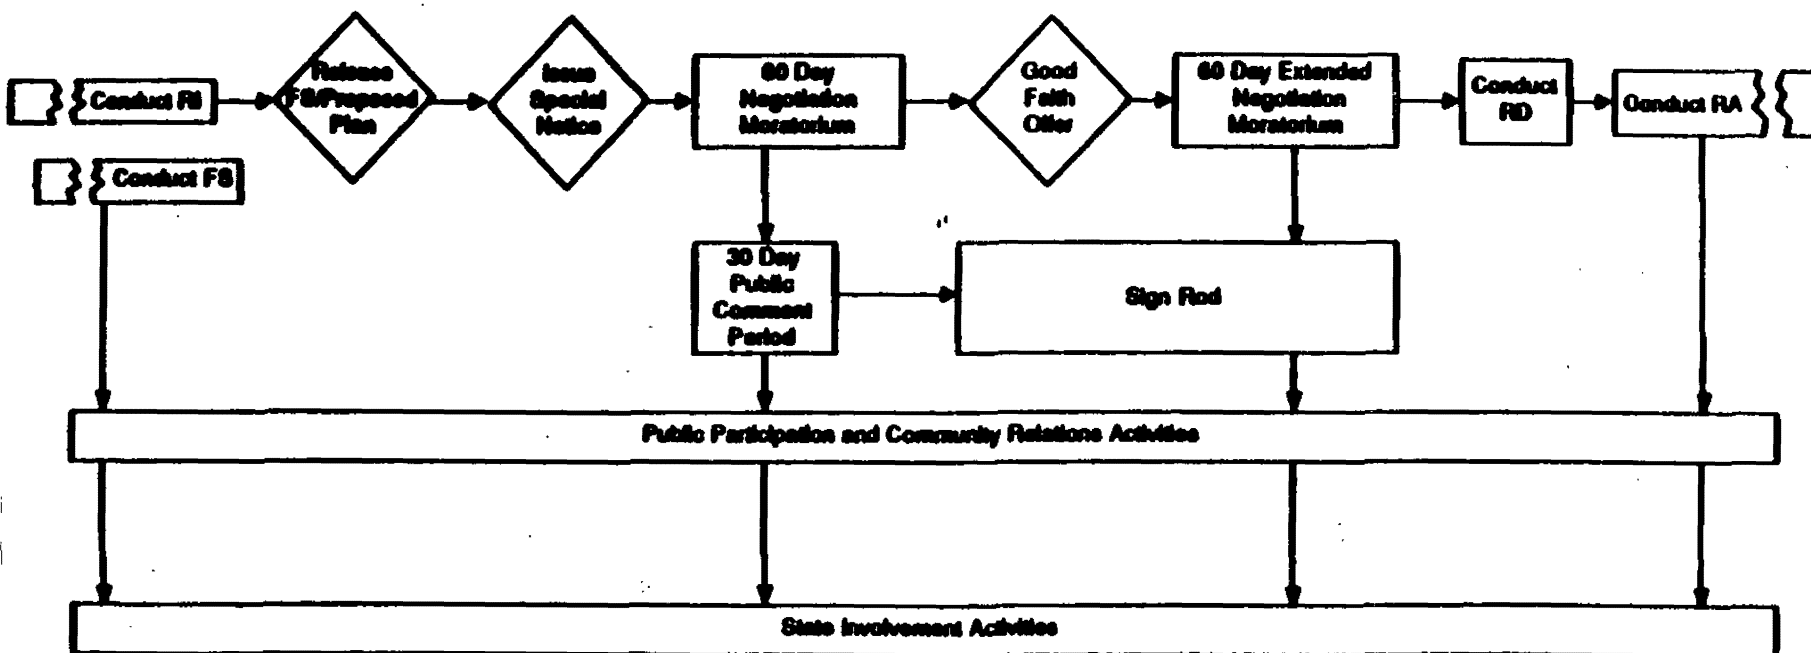 Conduct RI
Release
FS/Proposed
Plan
Issue
Special
Notice
60 Day
Negotiation
Moratorium
Good
Faith
Offer
60 Day Extended
Negotiation
Moratorium
Conduct
RD
Conduct RA
Conduct FS
30 Day
Public
Comment
Period
Sign Rod
Public Participation and Community Relations Activities
State Involvement Activities